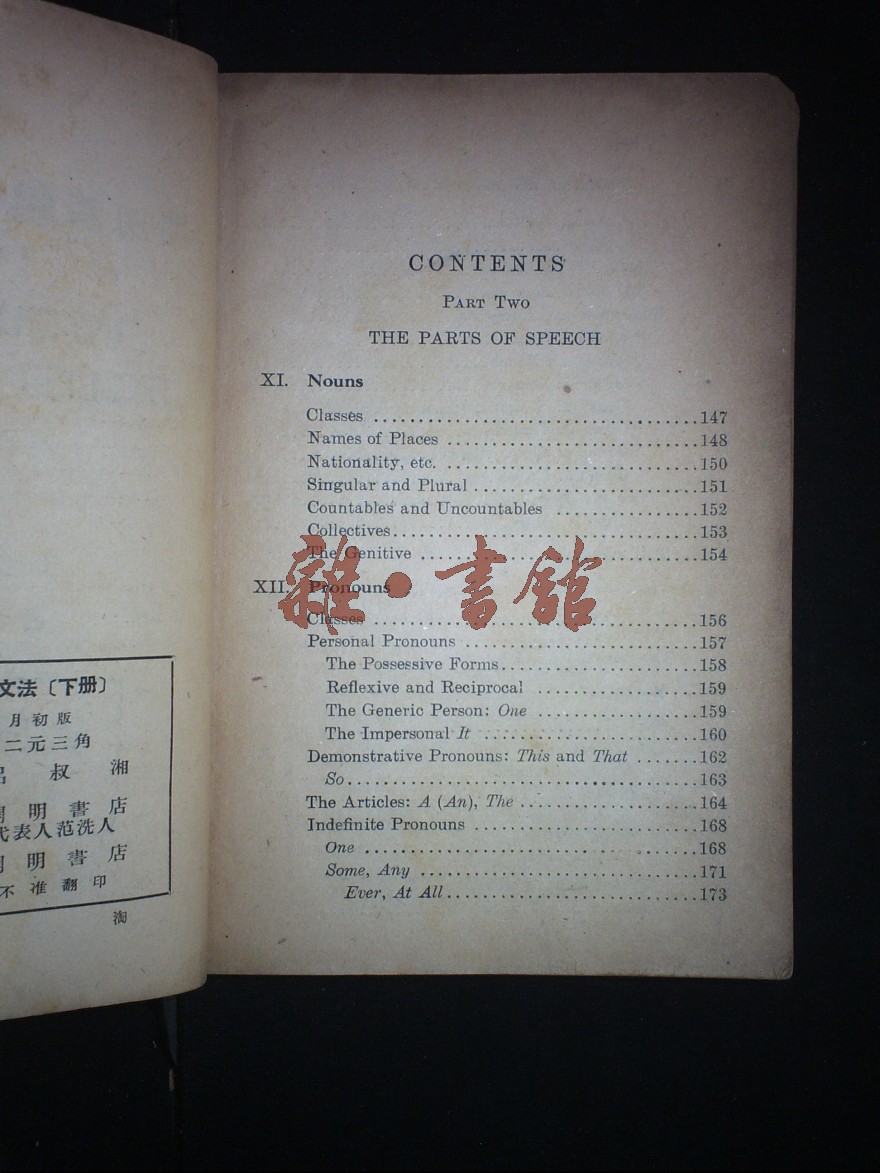 文法〔下册〕
月初版
二元三角
呂叔湘
開明書店
代表人范洗人
開明書店
不准翻印
淘
CONTENTS
PART TWO
THE PARTS OF SPEECH
XI. Nouns
Classes ........ 147
Names of Places ........ 148
Nationality, etc. ........ 150
Singular and Plural ........ 151
Countables and Uncountables ........ 152
Collectives ........ 153
The Genitive ........ 154
XII. Pronouns
Classes ........ 156
Personal Pronouns ........ 157
The Possessive Forms ........ 158
Reflexive and Reciprocal ........ 159
The Generic Person: One ........ 159
The Impersonal It ........ 160
Demonstrative Pronouns: This and That ........ 162
So ........ 163
The Articles: A (An), The ........ 164
Indefinite Pronouns ........ 168
One ........ 168
Some, Any ........ 171
Ever, At All ........ 173
雜·書館